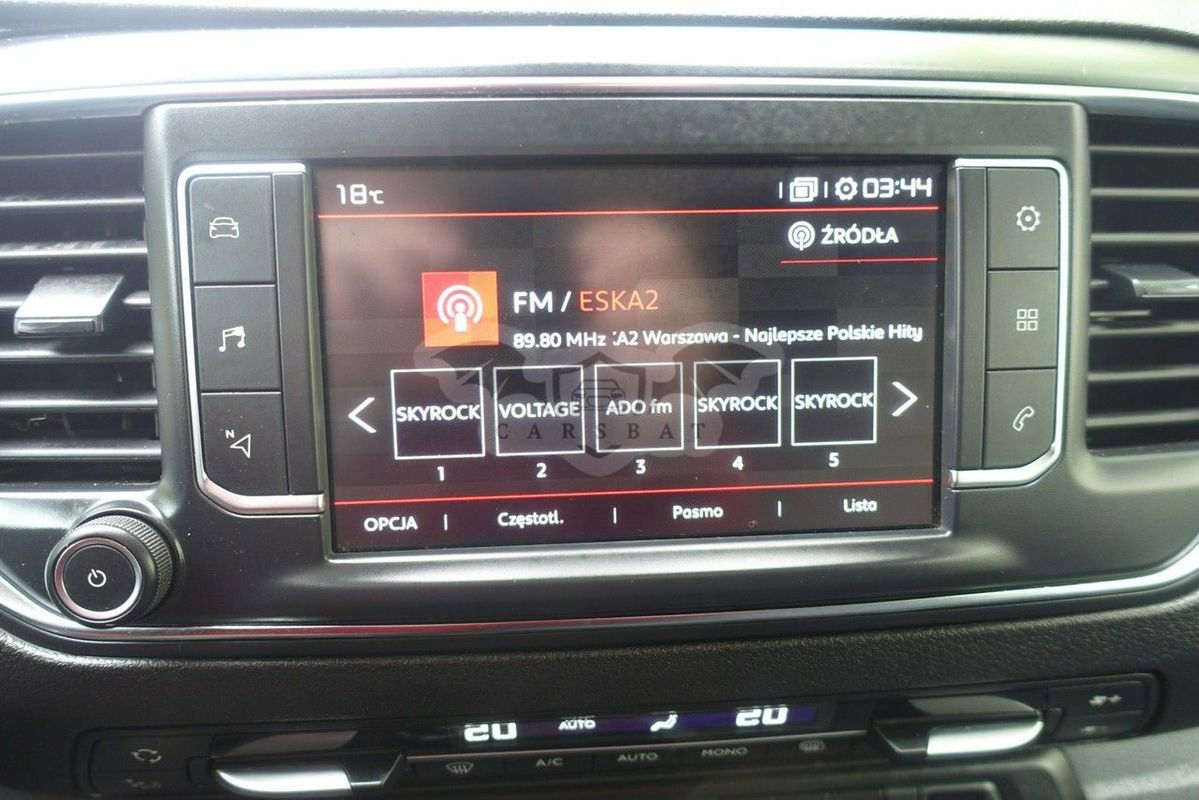 18°C 03:44
ŹRÓDŁA
FM / ESKA2
89.80 MHz :A2 Warszawa - Najlepsze Polskie Hity
SKYROCK VOLTAGE ADO fm SKYROCK SKYROCK
CARSBAT
1 2 3 4 5
OPCJA | Częstotl. | Pasmo | Lista
N
20 AUTO 20
A/C AUTO MONO